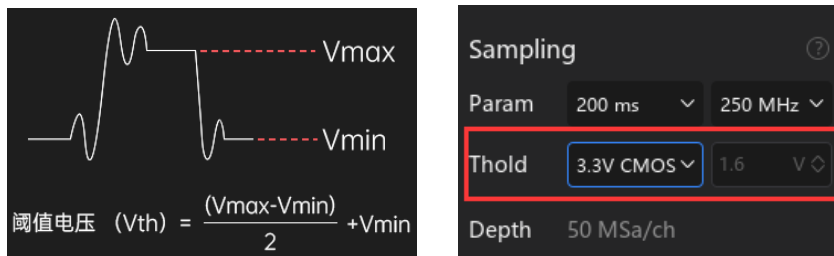 Vmax
Vmin
阈值电压 (Vth) = (Vmax-Vmin)/2 +Vmin
Sampling ?
Param 200 ms 250 MHz
Thold 3.3V CMOS 1.6 V
Depth 50 MSa/ch